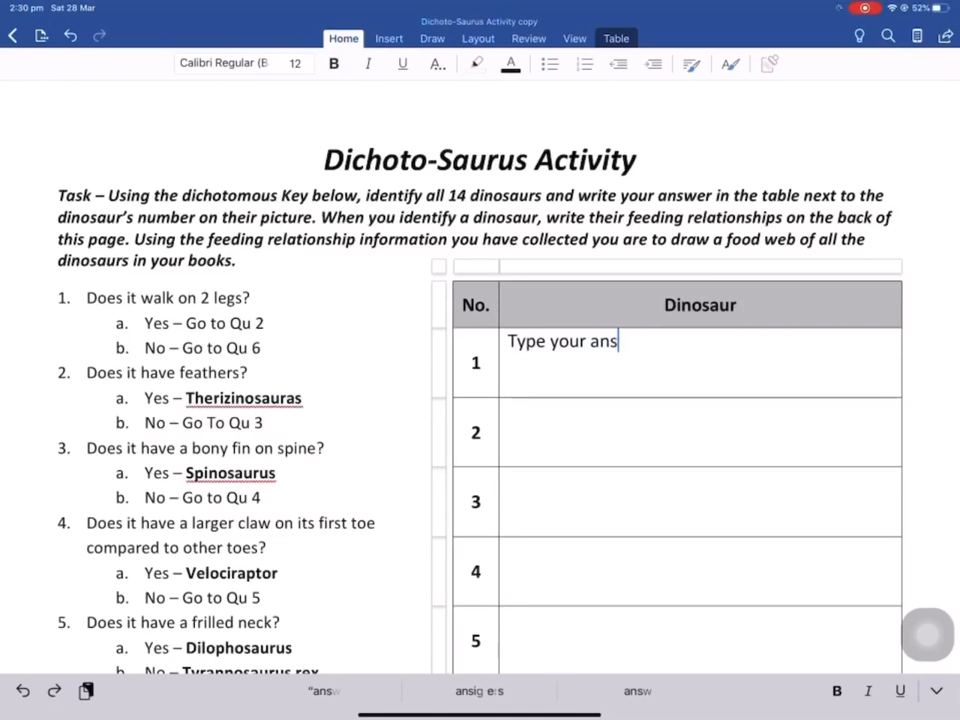 2:30 pm Sat 28 Mar
52%
Dichoto-Saurus Activity copy
Home Insert Draw Layout Review View Table
Calibri Regular (B 12 B I U A.. A
Dichoto-Saurus Activity
Task – Using the dichotomous Key below, identify all 14 dinosaurs and write your answer in the table next to the
dinosaur's number on their picture. When you identify a dinosaur, write their feeding relationships on the back of
this page. Using the feeding relationship information you have collected you are to draw a food web of all the
dinosaurs in your books.
1. Does it walk on 2 legs?
a. Yes – Go to Qu 2
b. No – Go to Qu 6
2. Does it have feathers?
a. Yes – Therizinosauras
b. No – Go To Qu 3
3. Does it have a bony fin on spine?
a. Yes – Spinosaurus
b. No – Go to Qu 4
4. Does it have a larger claw on its first toe
compared to other toes?
a. Yes – Velociraptor
b. No – Go to Qu 5
5. Does it have a frilled neck?
a. Yes – Dilophosaurus
b. No – Tyrannosaurus rex
No. Dinosaur
1 Type your ans
2
3
4
5
"answ answ
B I U